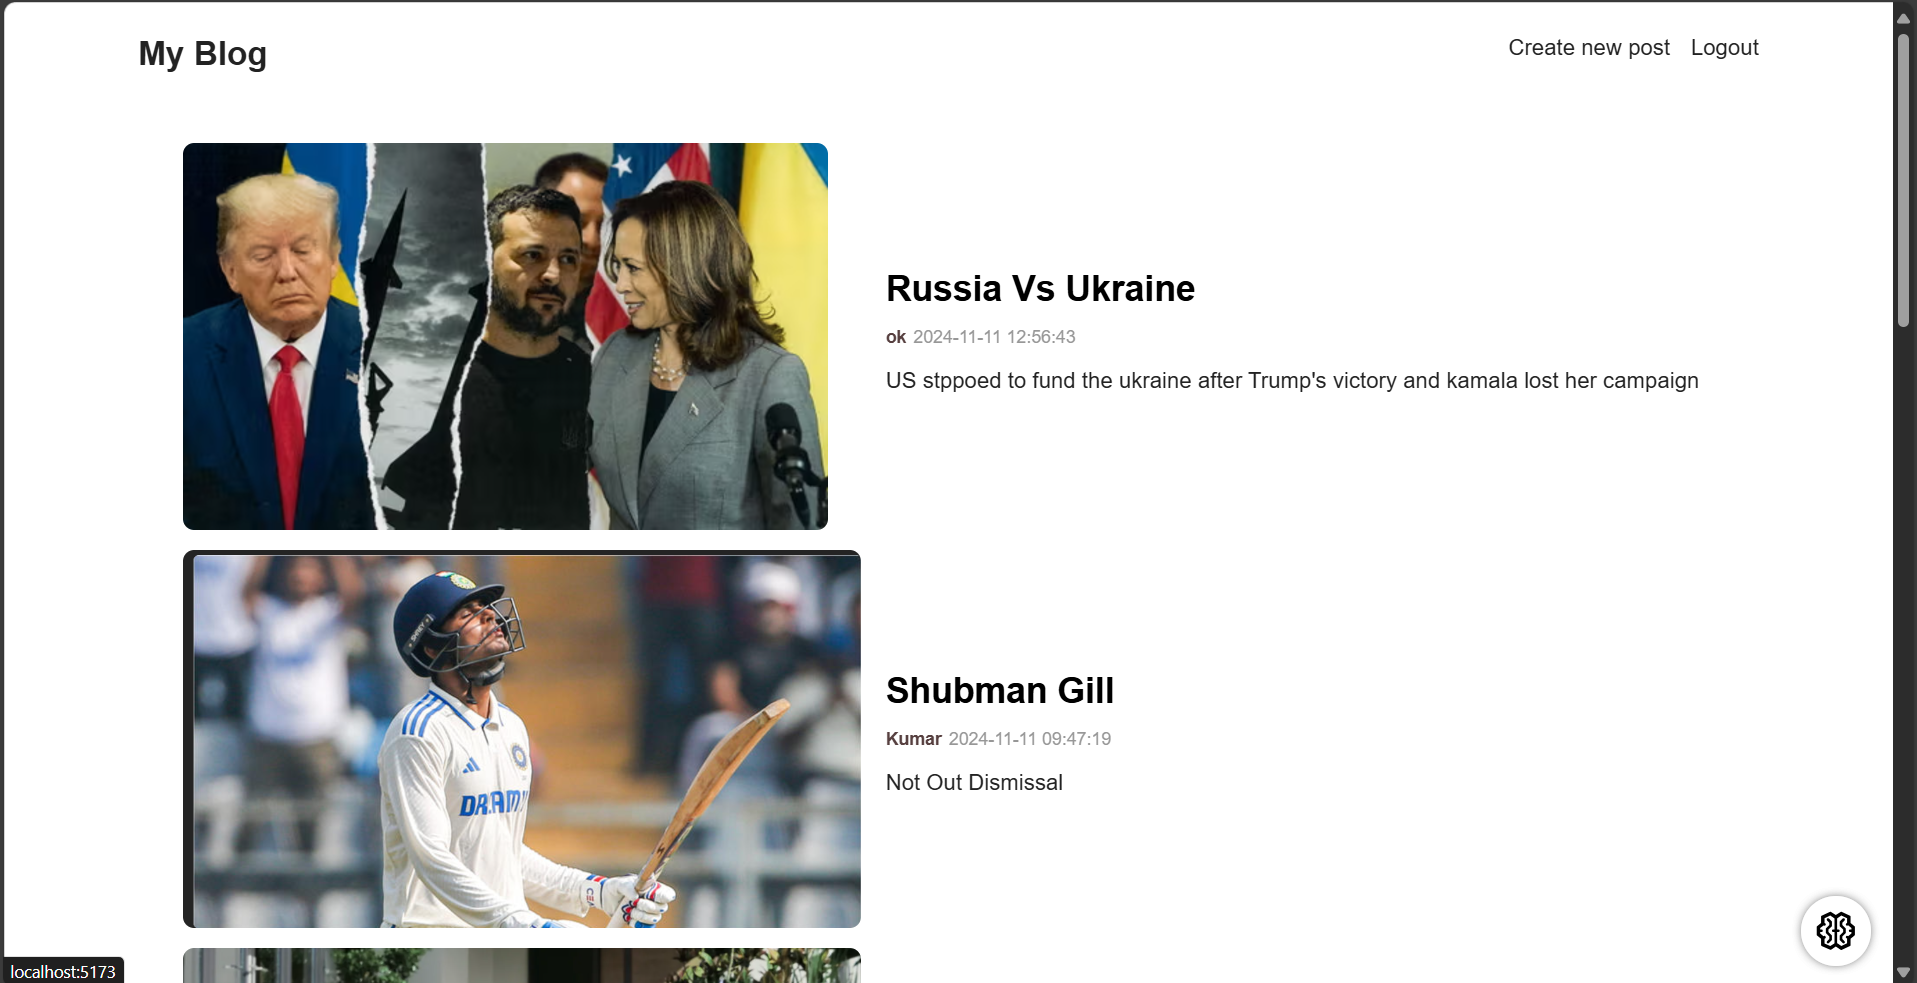 My Blog
Create new post Logout
Russia Vs Ukraine
ok 2024-11-11 12:56:43
US stppoed to fund the ukraine after Trump's victory and kamala lost her campaign
Shubman Gill
Kumar 2024-11-11 09:47:19
Not Out Dismissal
DREAM
localhost:5173